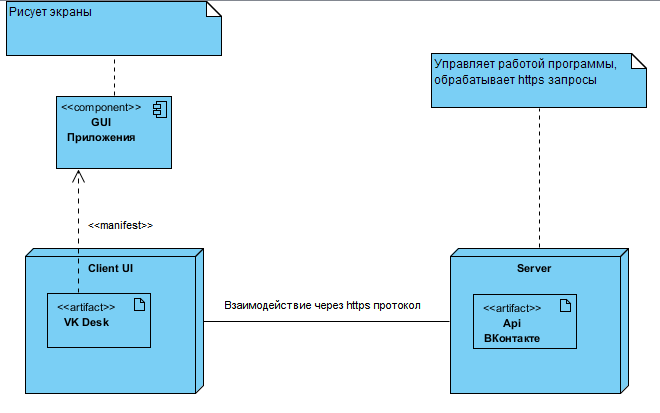 Рисует экраны
Управляет работой программы,
обрабатывает https запросы
<<component>>
GUI
Приложения
<<manifest>>
Client UI
<<artifact>>
VK Desk
Взаимодействие через https протокол
Server
<<artifact>>
Api
ВКонтакте